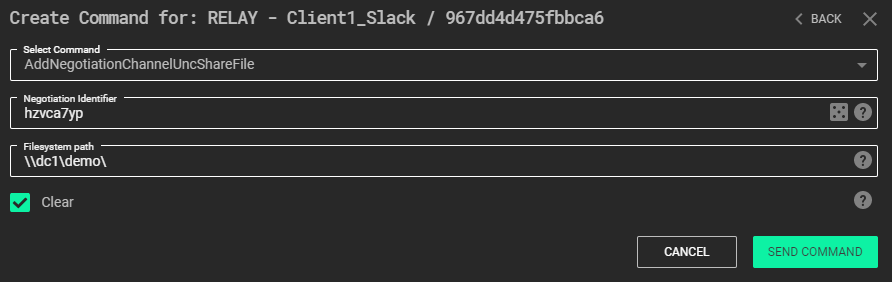 Create Command for: RELAY - Client1_Slack / 967dd4d475fbbca6
BACK
Select Command
AddNegotiationChannelUncShareFile
Negotiation Identifier
hzvca7yp
Filesystem path
\\dc1\demo\
Clear
CANCEL
SEND COMMAND